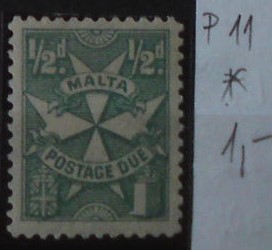 1/2d. 1/2d.
MALTA
POSTAGE DUE
P 11
*
1,-